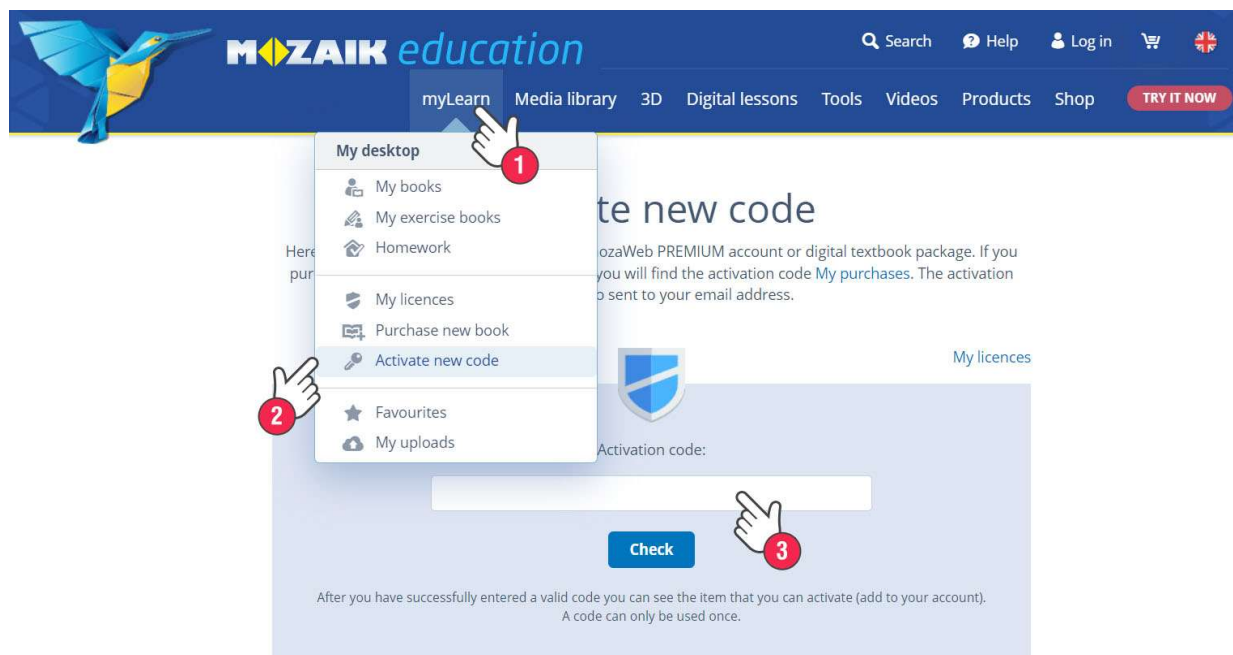 MOZAIK education
Search Help Log in
myLearn Media library 3D Digital lessons Tools Videos Products Shop TRY IT NOW
1
My desktop
My books
My exercise books
Homework
My licences
Purchase new book
Activate new code
2
Favourites
My uploads
te new code
Here ozaWeb PREMIUM account or digital textbook package. If you
pur you will find the activation code My purchases. The activation
o sent to your email address.
My licences
Activation code:
3
Check
After you have successfully entered a valid code you can see the item that you can activate (add to your account).
A code can only be used once.